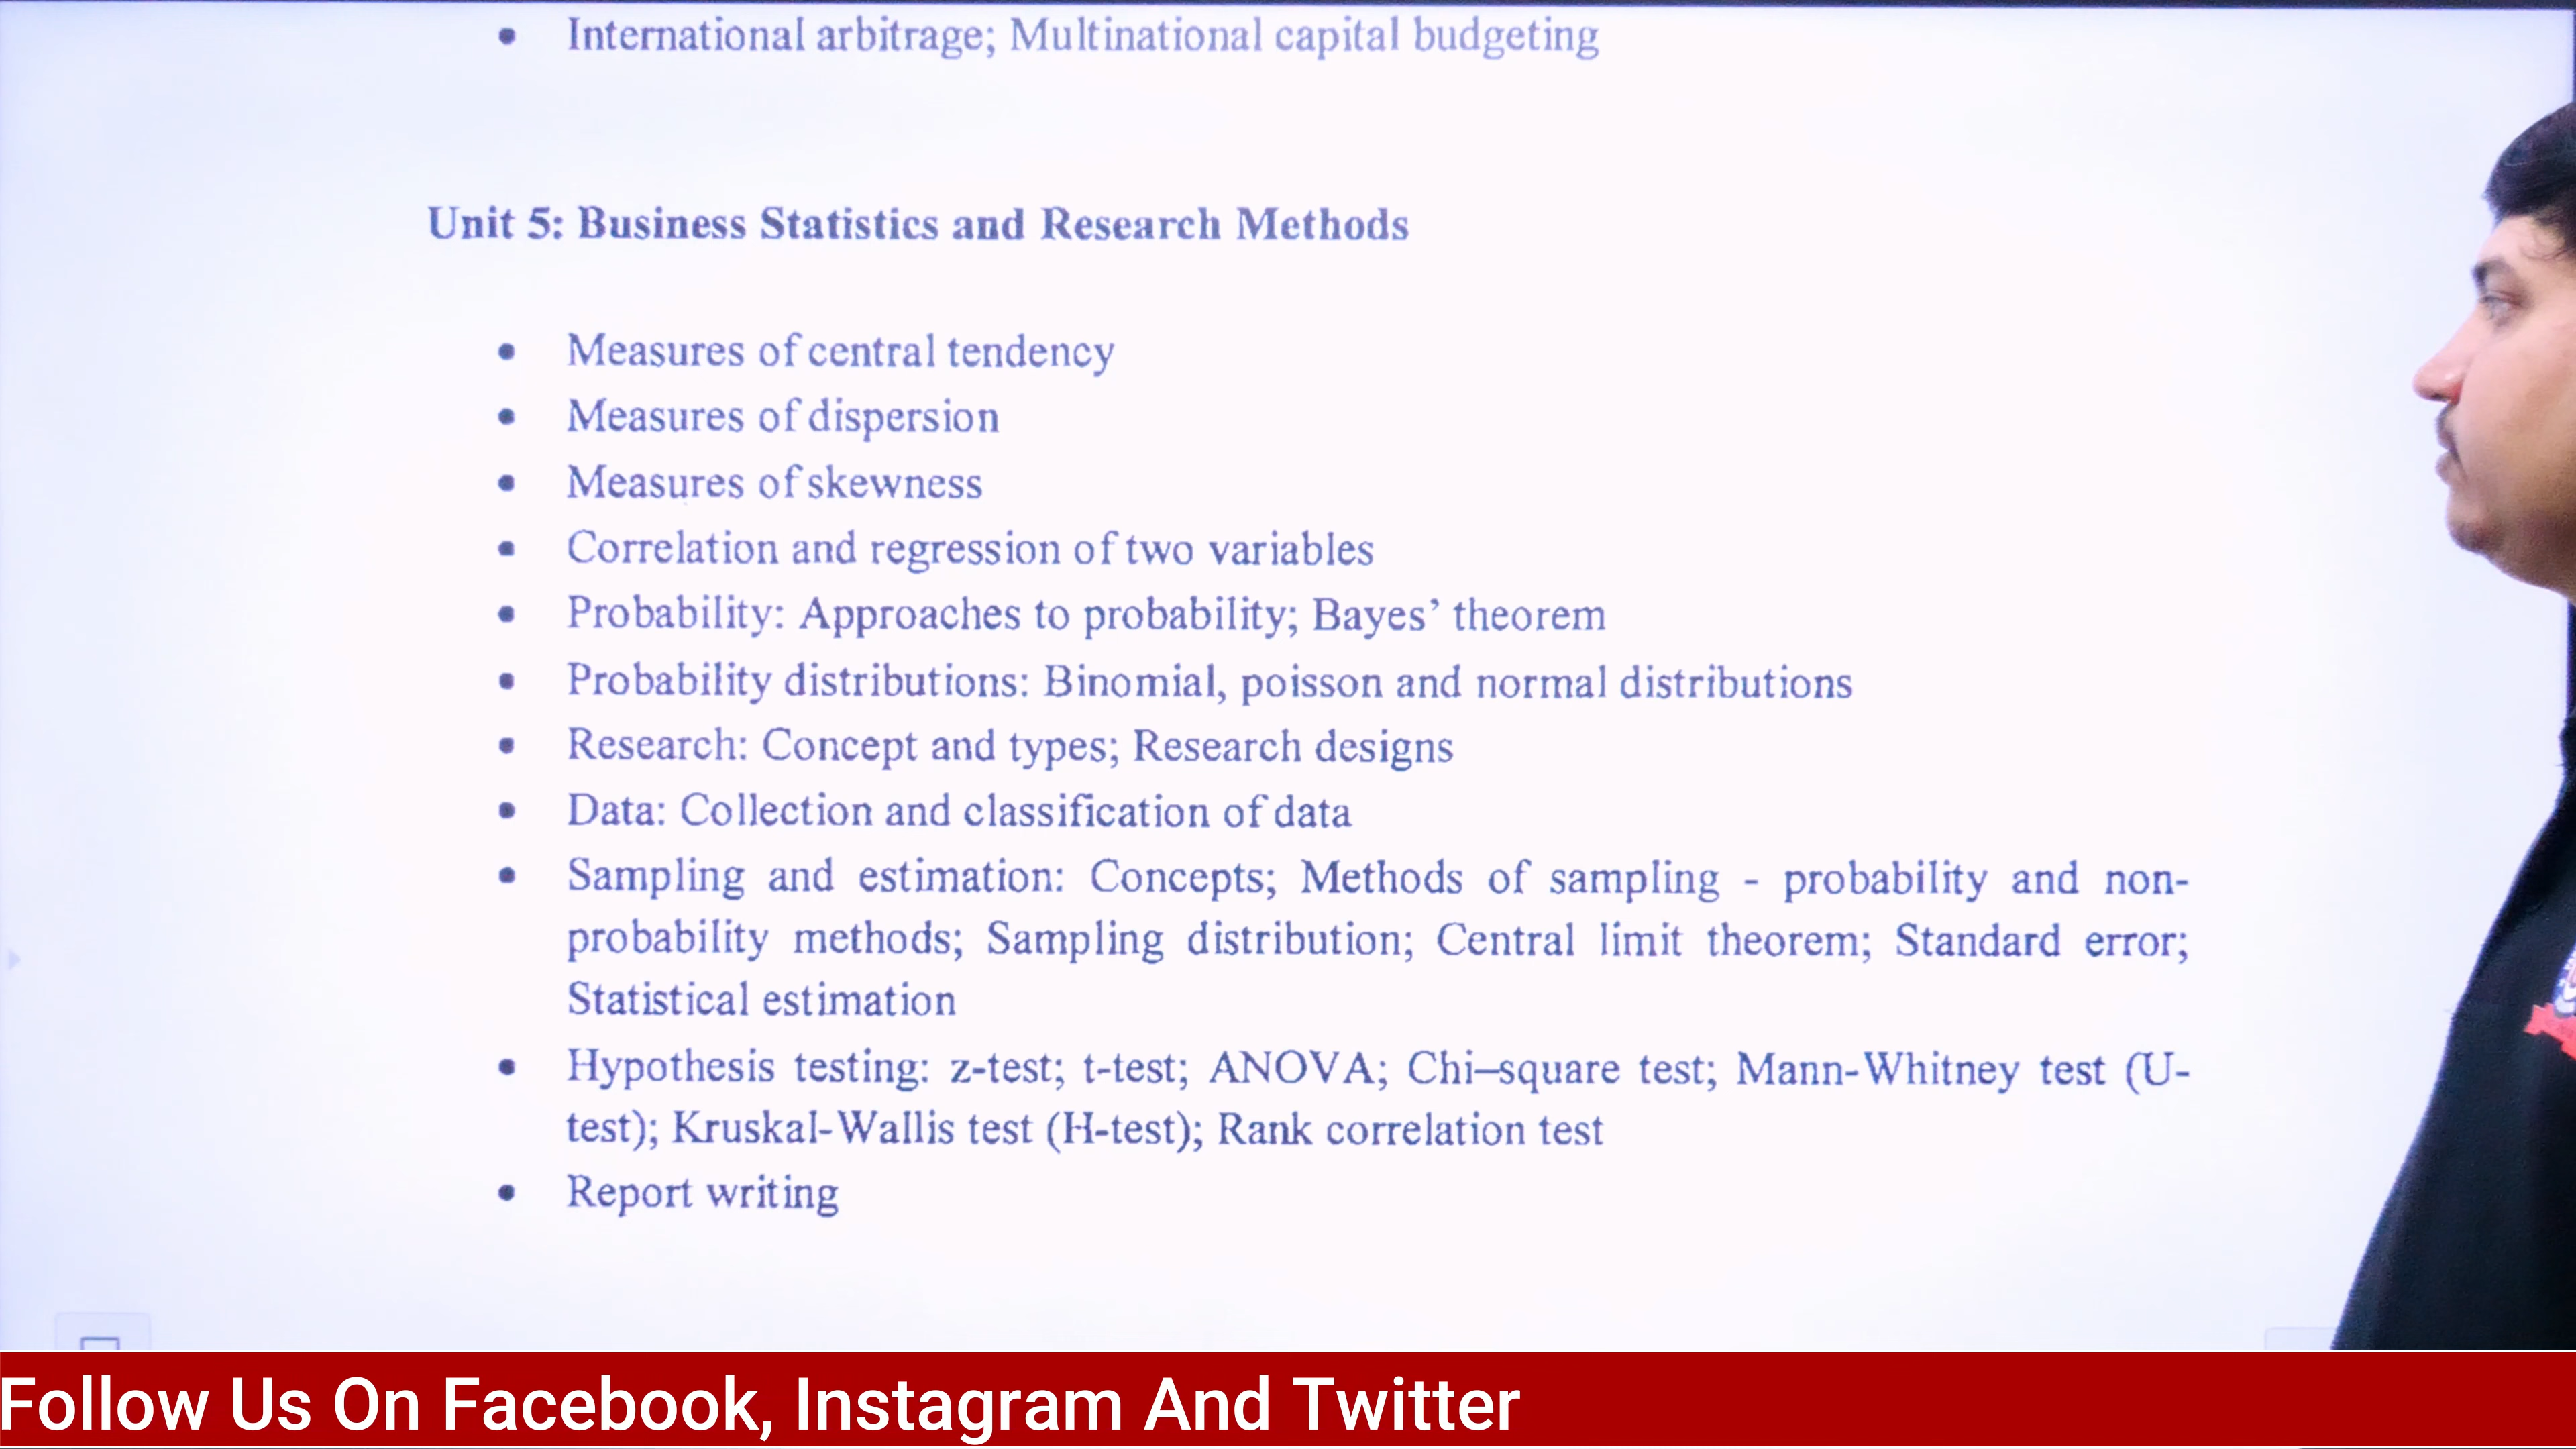 • International arbitrage; Multinational capital budgeting
Unit 5: Business Statistics and Research Methods
• Measures of central tendency
• Measures of dispersion
• Measures of skewness
• Correlation and regression of two variables
• Probability: Approaches to probability; Bayes’ theorem
• Probability distributions: Binomial, poisson and normal distributions
• Research: Concept and types; Research designs
• Data: Collection and classification of data
• Sampling and estimation: Concepts; Methods of sampling - probability and non-
probability methods; Sampling distribution; Central limit theorem; Standard error;
Statistical estimation
• Hypothesis testing: z-test; t-test; ANOVA; Chi–square test; Mann-Whitney test (U-
test); Kruskal-Wallis test (H-test); Rank correlation test
• Report writing
Follow Us On Facebook, Instagram And Twitter